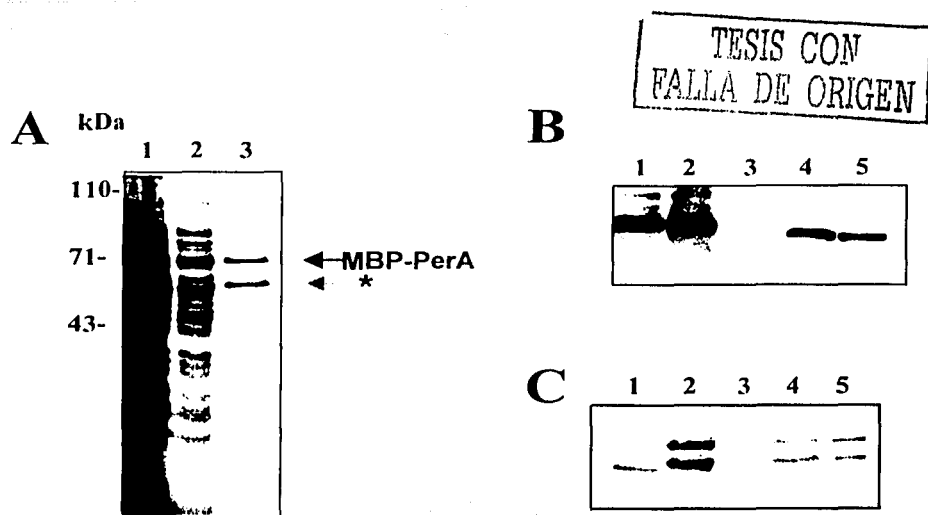 TESIS CON
FALLA DE ORIGEN
A kDa
1 2 3
110-
71-
43-
MBP-PerA
*
B
1 2 3 4 5
C
1 2 3 4 5